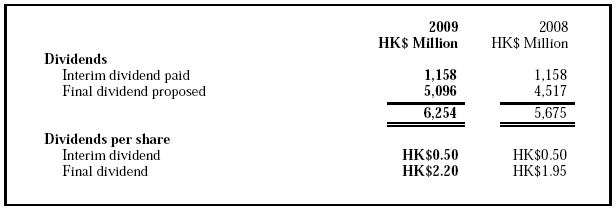 2009 2008
HK$ Million HK$ Million
Dividends
Interim dividend paid 1,158 1,158
Final dividend proposed 5,096 4,517
6,254 5,675
Dividends per share
Interim dividend HK$0.50 HK$0.50
Final dividend HK$2.20 HK$1.95